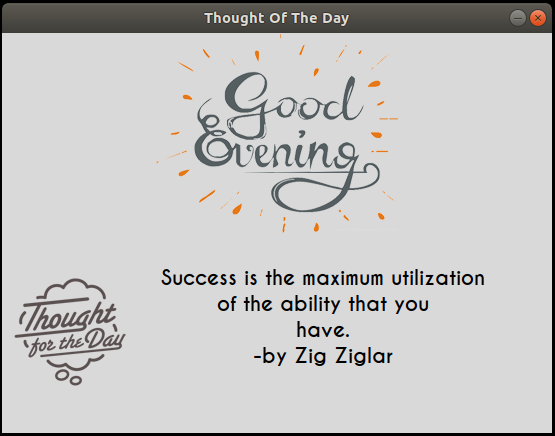 Thought Of The Day
Good
Evening
Success is the maximum utilization
of the ability that you
have.
-by Zig Ziglar
Thought
for the Day